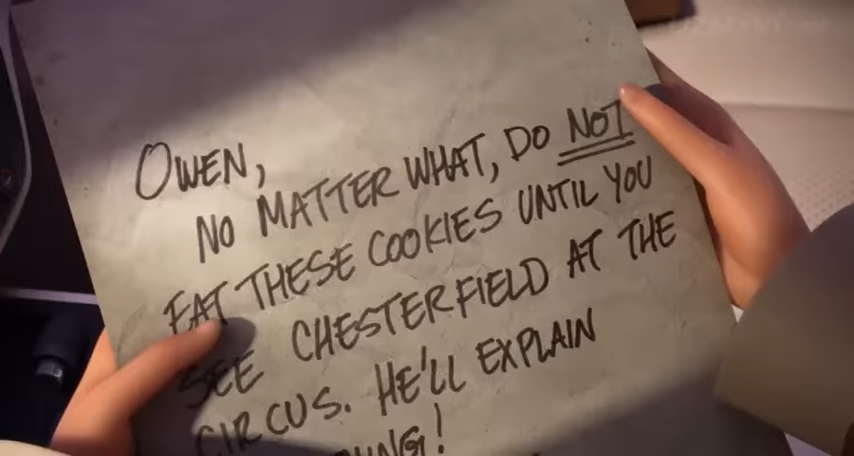 OWEN,
NO MATTER WHAT, DO NOT
EAT THESE COOKIES UNTIL YOU
SEE CHESTERFIELD AT THE
CIRCUS. HE'LL EXPLAIN